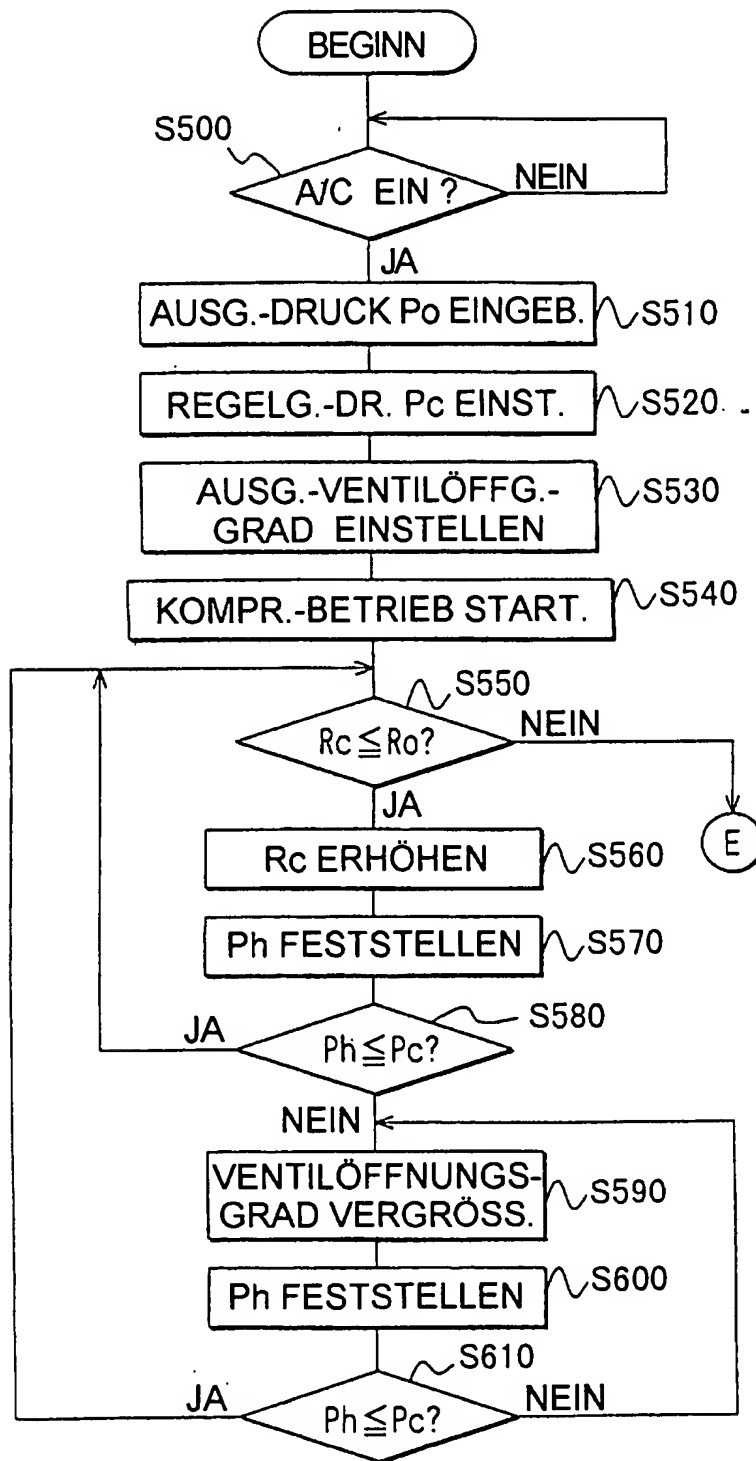 BEGINN
S500
A/C EIN ?
NEIN
JA
AUSG.-DRUCK Po EINGEB.
S510
REGELG.-DR. Pc EINST.
S520
AUSG.-VENTILÖFFG.-
GRAD EINSTELLEN
S530
KOMPR.-BETRIEB START.
S540
S550
Rc≦Ro?
NEIN
JA
E
Rc ERHÖHEN
S560
Ph FESTSTELLEN
S570
S580
JA
Ph≦Pc?
NEIN
VENTILÖFFNUNGS-
GRAD VERGRÖSS.
S590
Ph FESTSTELLEN
S600
S610
JA
Ph≦Pc?
NEIN